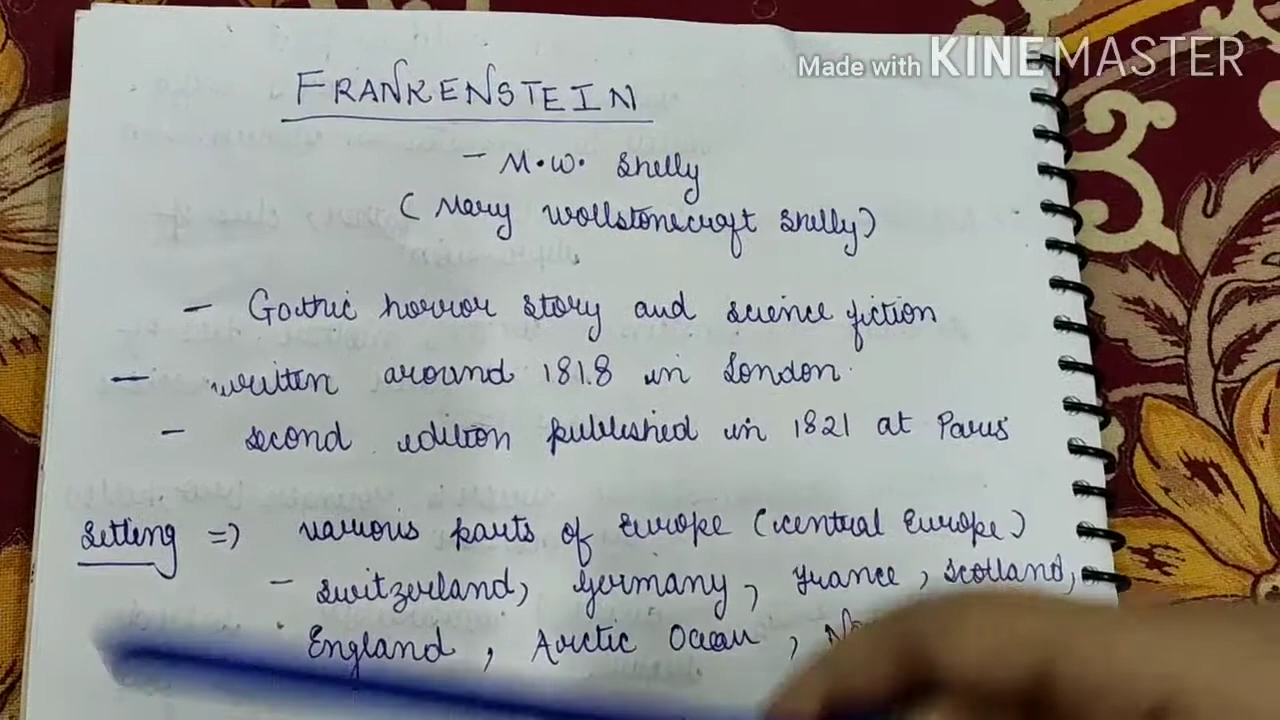 Made with KINEMASTER
FRANKENSTEIN
- M.W. Shelly
(Mary Wollstonecraft Shelly)
- Gothic horror story and science fiction
- written around 1818 in London.
- second edition published in 1821 at Paris
Setting => various parts of Europe (central Europe)
- Switzerland, Germany, France, Scotland,
England, Arctic Ocean,